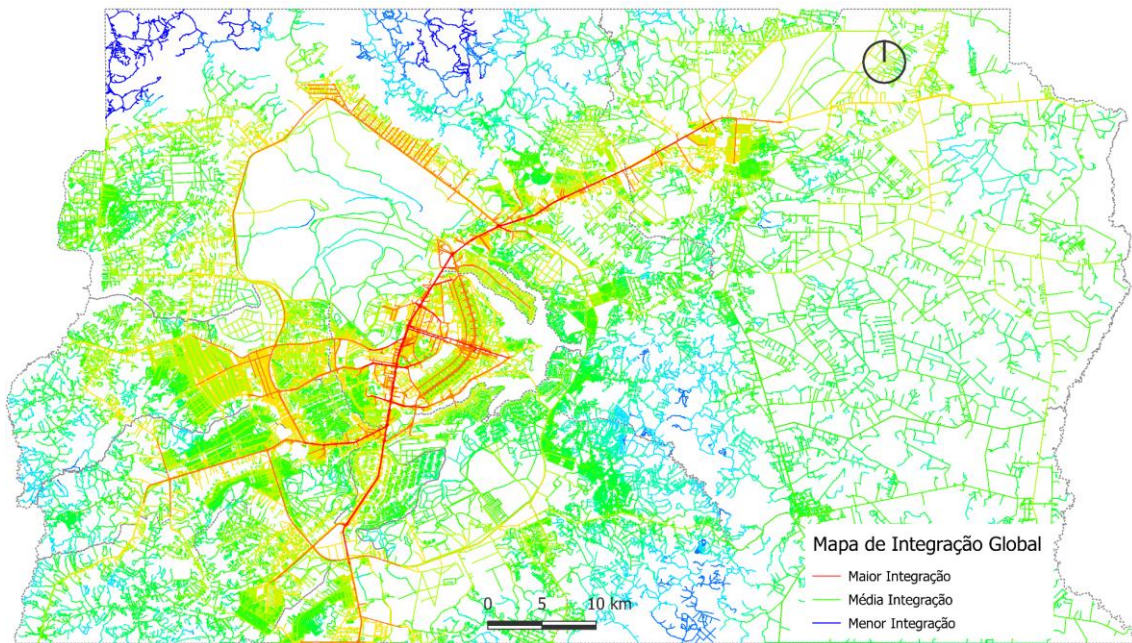 Mapa de Integração Global
Maior Integração
Média Integração
Menor Integração
0 5 10 km